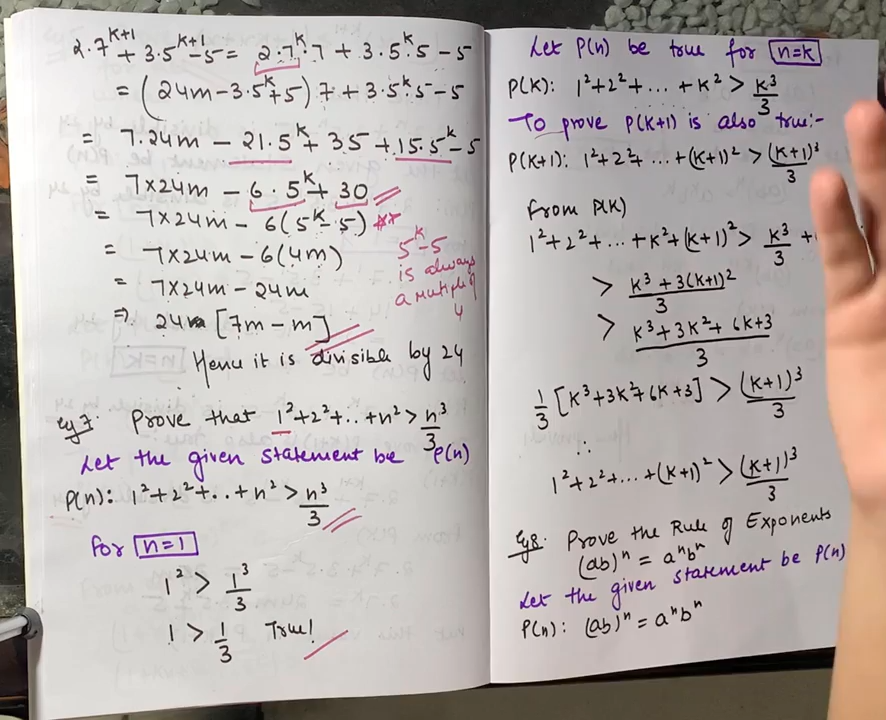 2.7^{k+1} + 3.5^{k+1} - 5 = 2.7^k.7 + 3.5^k.5 - 5
= (24m - 3.5^k + 5) 7 + 3.5^k.5 - 5
= 7.24m - 21.5^k + 35 + 15.5^k - 5
= 7×24m - 6.5^k + 30
= 7×24m - 6(5^k - 5) **
= 7×24m - 6(4m)
= 7×24m - 24m
⇒ 24m [7m - m]
5^k - 5
is always
a multiple of
4
Hence it is divisible by 24
Eg 7. Prove that 1² + 2² + .. + n² > n³/3
Let the given statement be P(n)
P(n): 1² + 2² + .. + n² > n³/3
For n=1
1² > 1³/3
1 > 1/3 True!
Let P(n) be true for n=k
P(k): 1² + 2² + ... + k² > k³/3
To prove P(k+1) is also true:-
P(k+1): 1² + 2² + ... + (k+1)² > (k+1)³/3
From P(k)
1² + 2² + ... + k² + (k+1)² > k³/3 +
> k³ + 3(k+1)²/3
> k³ + 3k² + 6k + 3/3
1/3 [k³ + 3k² + 6k + 3] > (k+1)³/3
∴
1² + 2² + ... + (k+1)² > (k+1)³/3
Eg 8. Prove the Rule of Exponents
(ab)^n = a^n b^n
Let the given statement be P(n)
P(n): (ab)^n = a^n b^n